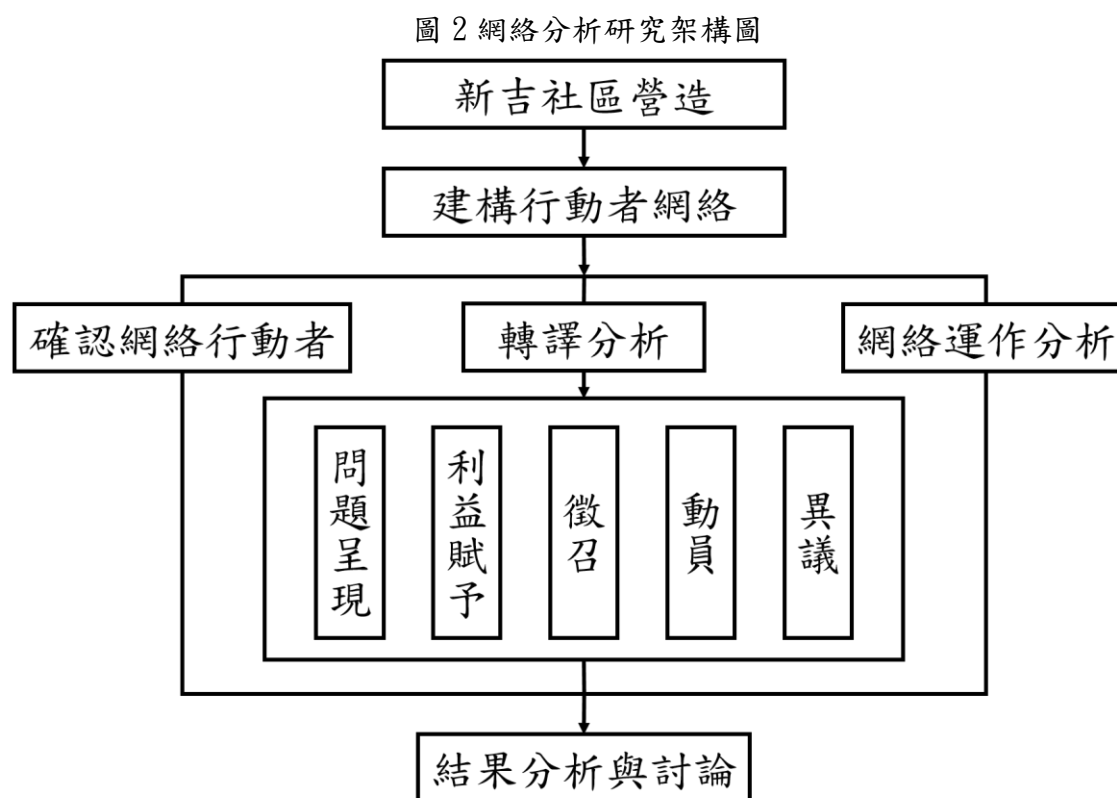 圖 2 網絡分析研究架構圖
新吉社區營造
建構行動者網絡
確認網絡行動者
轉譯分析
網絡運作分析
問題呈現
利益賦予
徵召
動員
異議
結果分析與討論